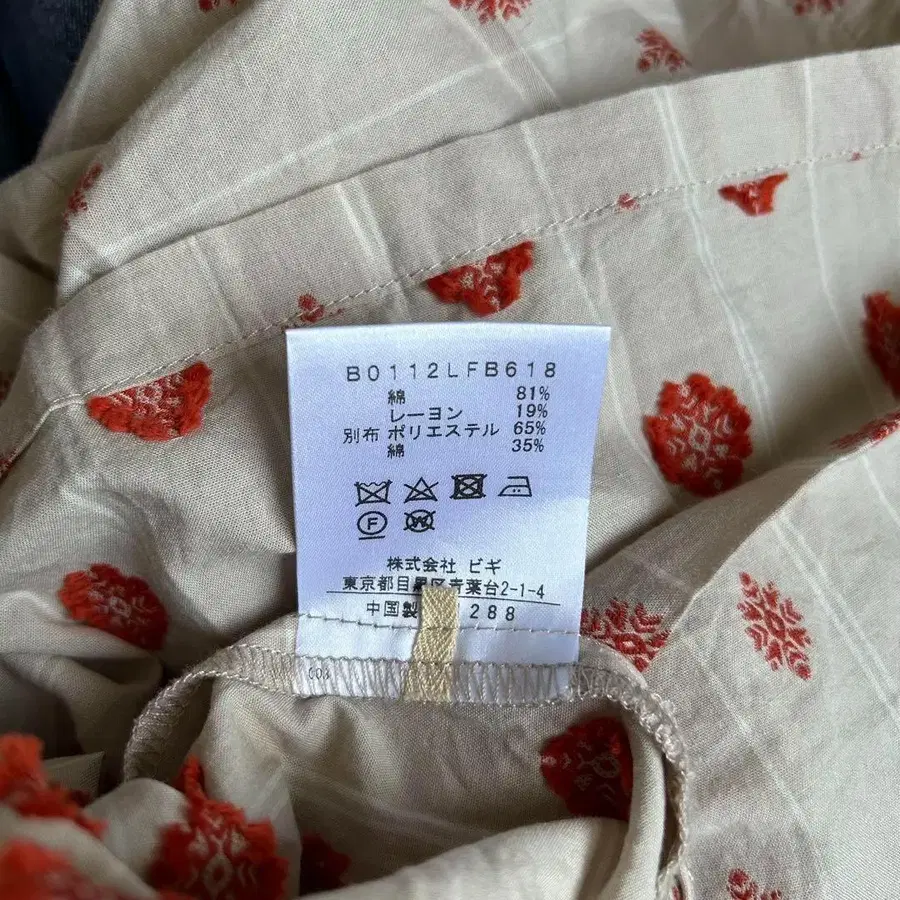 B0112LFB618
綿 81%
レーヨン 19%
別布 ポリエステル 65%
綿 35%
F W
株式会社 ビギ
東京都目黒区青葉台2-1-4
中国製 288
003